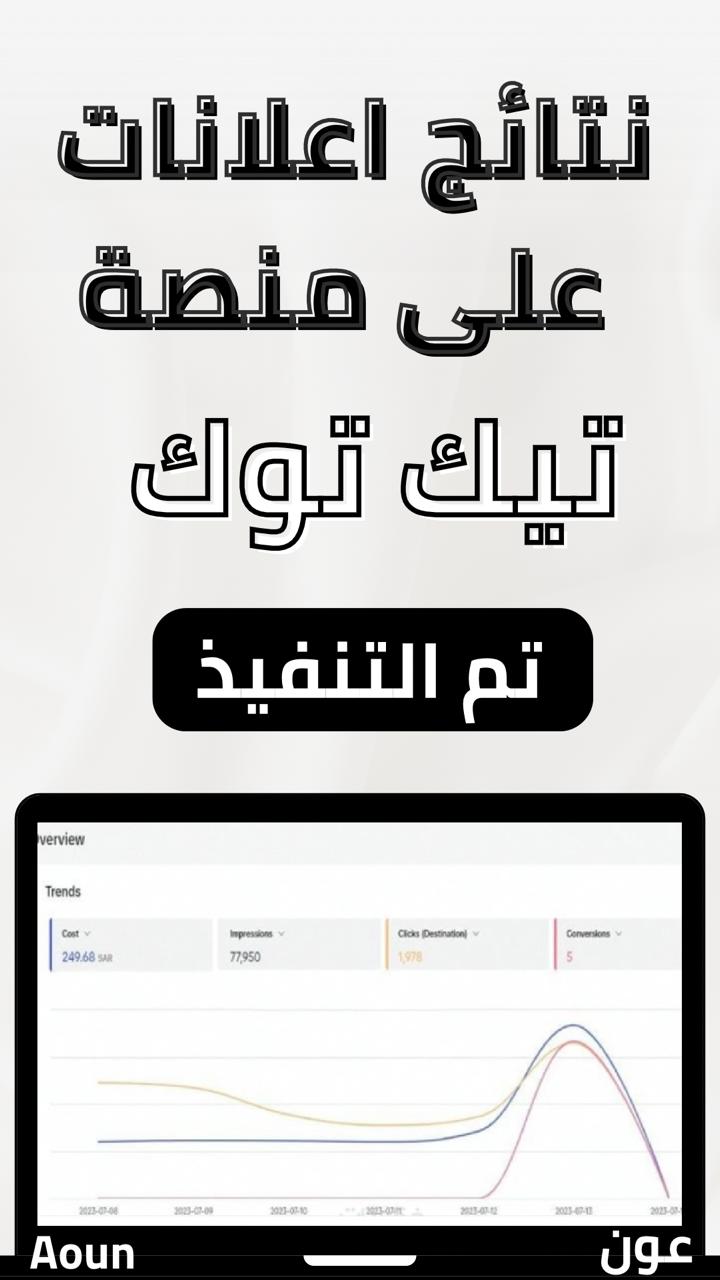 نتائج اعلانات
على منصة
تيك توك
تم التنفيذ
verview
Trends
Cost Impressions Clicks (Destination) Conversions
249.68 SAR 77,950 1,978 5
2023-07-08 2023-07-09 2023-07-10 2023-07-11 2023-07-12 2023-07-13 2023-07-
Aoun عون